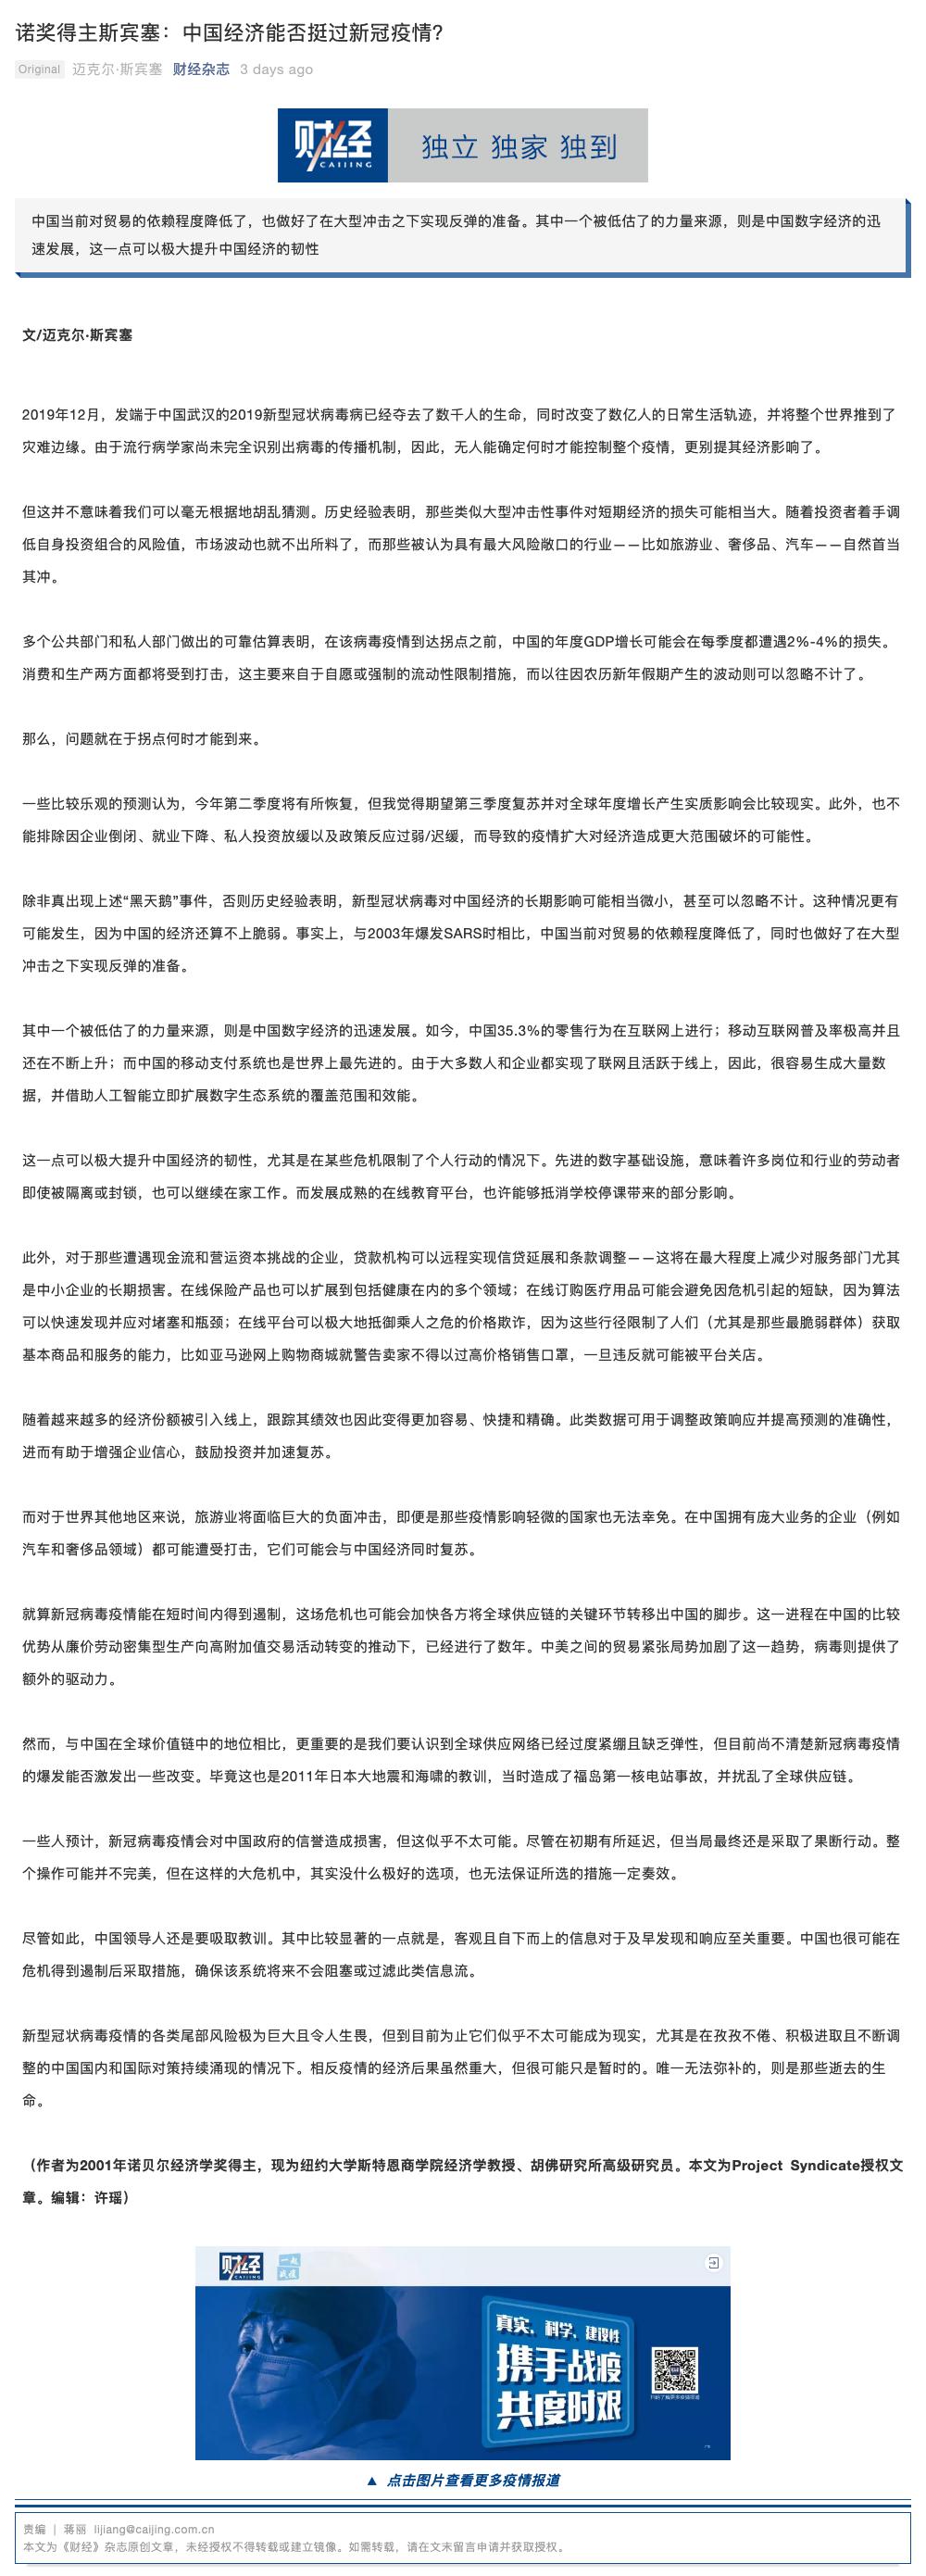 诺奖得主斯宾塞：中国经济能否挺过新冠疫情？
Original 迈克尔·斯宾塞 财经杂志 3 days ago
财经 CAIJING 独立 独家 独到
中国当前对贸易的依赖程度降低了，也做好了在大型冲击之下实现反弹的准备。其中一个被低估了的力量来源，则是中国数字经济的迅
速发展，这一点可以极大提升中国经济的韧性
文/迈克尔·斯宾塞
2019年12月，发端于中国武汉的2019新型冠状病毒病已经夺去了数千人的生命，同时改变了数亿人的日常生活轨迹，并将整个世界推到了
灾难边缘。由于流行病学家尚未完全识别出病毒的传播机制，因此，无人能确定何时才能控制整个疫情，更别提其经济影响了。
但这并不意味着我们可以毫无根据地胡乱猜测。历史经验表明，那些类似大型冲击性事件对短期经济的损失可能相当大。随着投资者着手调
低自身投资组合的风险值，市场波动也就不出所料了，而那些被认为具有最大风险敞口的行业——比如旅游业、奢侈品、汽车——自然首当
其冲。
多个公共部门和私人部门做出的可靠估算表明，在该病毒疫情到达拐点之前，中国的年度GDP增长可能会在每季度都遭遇2%-4%的损失。
消费和生产两方面都将受到打击，这主要来自于自愿或强制的流动性限制措施，而以往因农历新年假期产生的波动则可以忽略不计了。
那么，问题就在于拐点何时才能到来。
一些比较乐观的预测认为，今年第二季度将有所恢复，但我觉得期望第三季度复苏并对全球年度增长产生实质影响会比较现实。此外，也不
能排除因企业倒闭、就业下降、私人投资放缓以及政策反应过弱/迟缓，而导致的疫情扩大对经济造成更大范围破坏的可能性。
除非真出现上述“黑天鹅”事件，否则历史经验表明，新型冠状病毒对中国经济的长期影响可能相当微小，甚至可以忽略不计。这种情况更有
可能发生，因为中国的经济还算不上脆弱。事实上，与2003年爆发SARS时相比，中国当前对贸易的依赖程度降低了，同时也做好了在大型
冲击之下实现反弹的准备。
其中一个被低估了的力量来源，则是中国数字经济的迅速发展。如今，中国35.3%的零售行为在互联网上进行；移动互联网普及率极高并且
还在不断上升；而中国的移动支付系统也是世界上最先进的。由于大多数人和企业都实现了联网且活跃于线上，因此，很容易生成大量数
据，并借助人工智能立即扩展数字生态系统的覆盖范围和效能。
这一点可以极大提升中国经济的韧性，尤其是在某些危机限制了个人行动的情况下。先进的数字基础设施，意味着许多岗位和行业的劳动者
即使被隔离或封锁，也可以继续在家工作。而发展成熟的在线教育平台，也许能够抵消学校停课带来的部分影响。
此外，对于那些遭遇现金流和营运资本挑战的企业，贷款机构可以远程实现信贷延展和条款调整——这将在最大程度上减少对服务部门尤其
是中小企业的长期损害。在线保险产品也可以扩展到包括健康在内的多个领域；在线订购医疗用品可能会避免因危机引起的短缺，因为算法
可以快速发现并应对堵塞和瓶颈；在线平台可以极大地抵御乘人之危的价格欺诈，因为这些行径限制了人们（尤其是那些最脆弱群体）获取
基本商品和服务的能力，比如亚马逊网上购物商城就警告卖家不得以过高价格销售口罩，一旦违反就可能被平台关店。
随着越来越多的经济份额被引入线上，跟踪其绩效也因此变得更加容易、快捷和精确。此类数据可用于调整政策响应并提高预测的准确性，
进而有助于增强企业信心，鼓励投资并加速复苏。
而对于世界其他地区来说，旅游业将面临巨大的负面冲击，即便是那些疫情影响轻微的国家也无法幸免。在中国拥有庞大业务的企业（例如
汽车和奢侈品领域）都可能遭受打击，它们可能会与中国经济同时复苏。
就算新冠病毒疫情能在短时间内得到遏制，这场危机也可能会加快各方将全球供应链的关键环节转移出中国的脚步。这一进程在中国的比较
优势从廉价劳动密集型生产向高附加值交易活动转变的推动下，已经进行了数年。中美之间的贸易紧张局势加剧了这一趋势，病毒则提供了
额外的驱动力。
然而，与中国在全球价值链中的地位相比，更重要的是我们要认识到全球供应网络已经过度紧绷且缺乏弹性，但目前尚不清楚新冠病毒疫情
的爆发能否激发出一些改变。毕竟这也是2011年日本大地震和海啸的教训，当时造成了福岛第一核电站事故，并扰乱了全球供应链。
一些人预计，新冠病毒疫情会对中国政府的信誉造成损害，但这似乎不太可能。尽管在初期有所延迟，但当局最终还是采取了果断行动。整
个操作可能并不完美，但在这样的大危机中，其实没什么极好的选项，也无法保证所选的措施一定奏效。
尽管如此，中国领导人还是要吸取教训。其中比较显著的一点就是，客观且自下而上的信息对于及早发现和响应至关重要。中国也很可能在
危机得到遏制后采取措施，确保该系统将来不会阻塞或过滤此类信息流。
新型冠状病毒疫情的各类尾部风险极为巨大且令人生畏，但到目前为止它们似乎不太可能成为现实，尤其是在孜孜不倦、积极进取且不断调
整的中国国内和国际对策持续涌现的情况下。相反疫情的经济后果虽然重大，但很可能只是暂时的。唯一无法弥补的，则是那些逝去的生
命。
（作者为2001年诺贝尔经济学奖得主，现为纽约大学斯特恩商学院经济学教授、胡佛研究所高级研究员。本文为Project Syndicate授权文
章。编辑：许瑶）
财经 CAIJING 一起战疫
真实、科学、建设性
携手战疫
共度时艰
▲ 点击图片查看更多疫情报道
责编 | 蒋丽 lijiang@caijing.com.cn
本文为《财经》杂志原创文章，未经授权不得转载或建立镜像。如需转载，请在文末留言申请并获取授权。